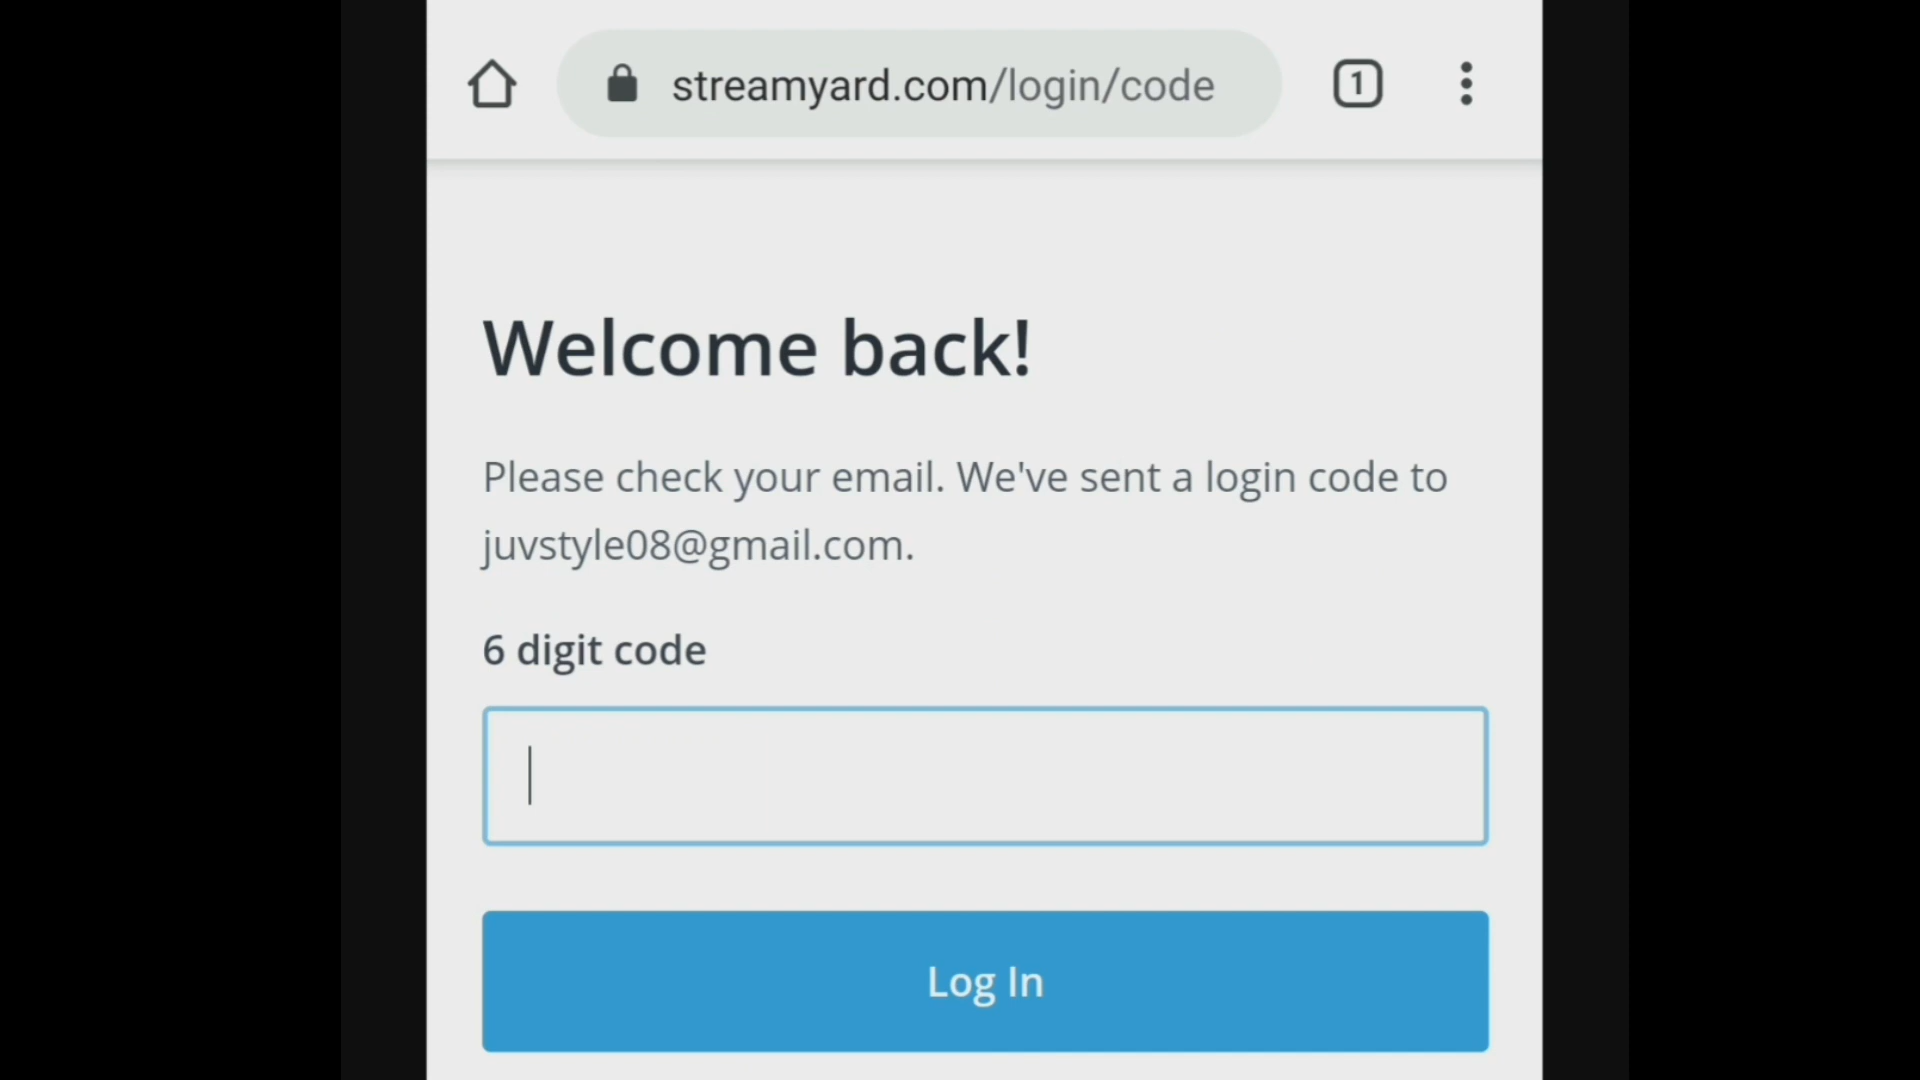 streamyard.com/login/code
1
Welcome back!
Please check your email. We've sent a login code to
juvstyle08@gmail.com.
6 digit code
Log In